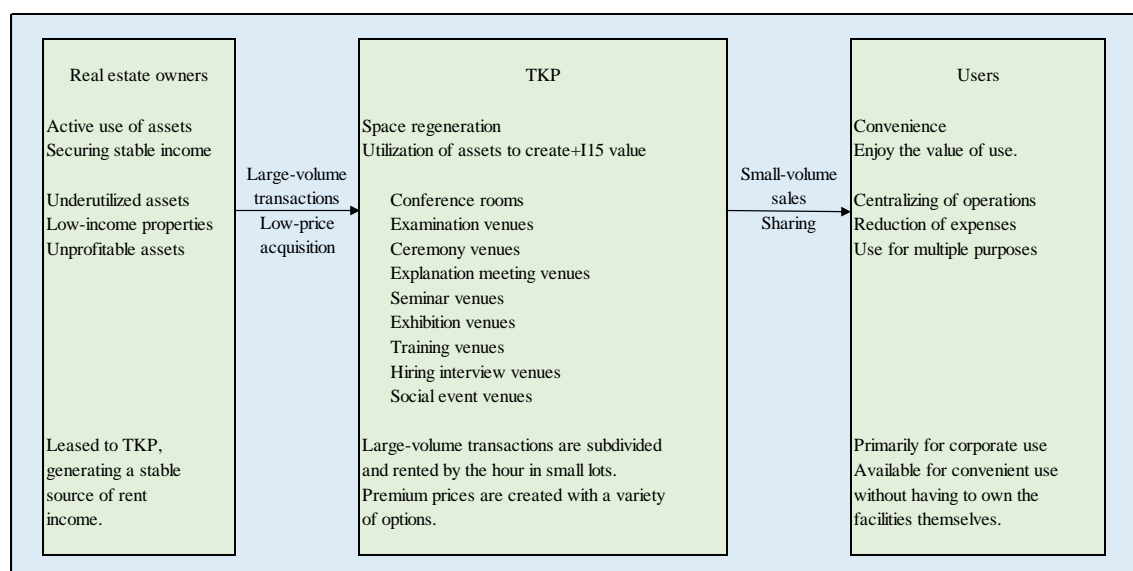 Real estate owners
Active use of assets
Securing stable income
Underutilized assets
Low-income properties
Unprofitable assets
Leased to TKP,
generating a stable
source of rent
income.
Large-volume
transactions
Low-price
acquisition
TKP
Space regeneration
Utilization of assets to create+I15 value
Conference rooms
Examination venues
Ceremony venues
Explanation meeting venues
Seminar venues
Exhibition venues
Training venues
Hiring interview venues
Social event venues
Large-volume transactions are subdivided
and rented by the hour in small lots.
Premium prices are created with a variety
of options.
Small-volume
sales
Sharing
Users
Convenience
Enjoy the value of use.
Centralizing of operations
Reduction of expenses
Use for multiple purposes
Primarily for corporate use
Available for convenient use
without having to own the
facilities themselves.